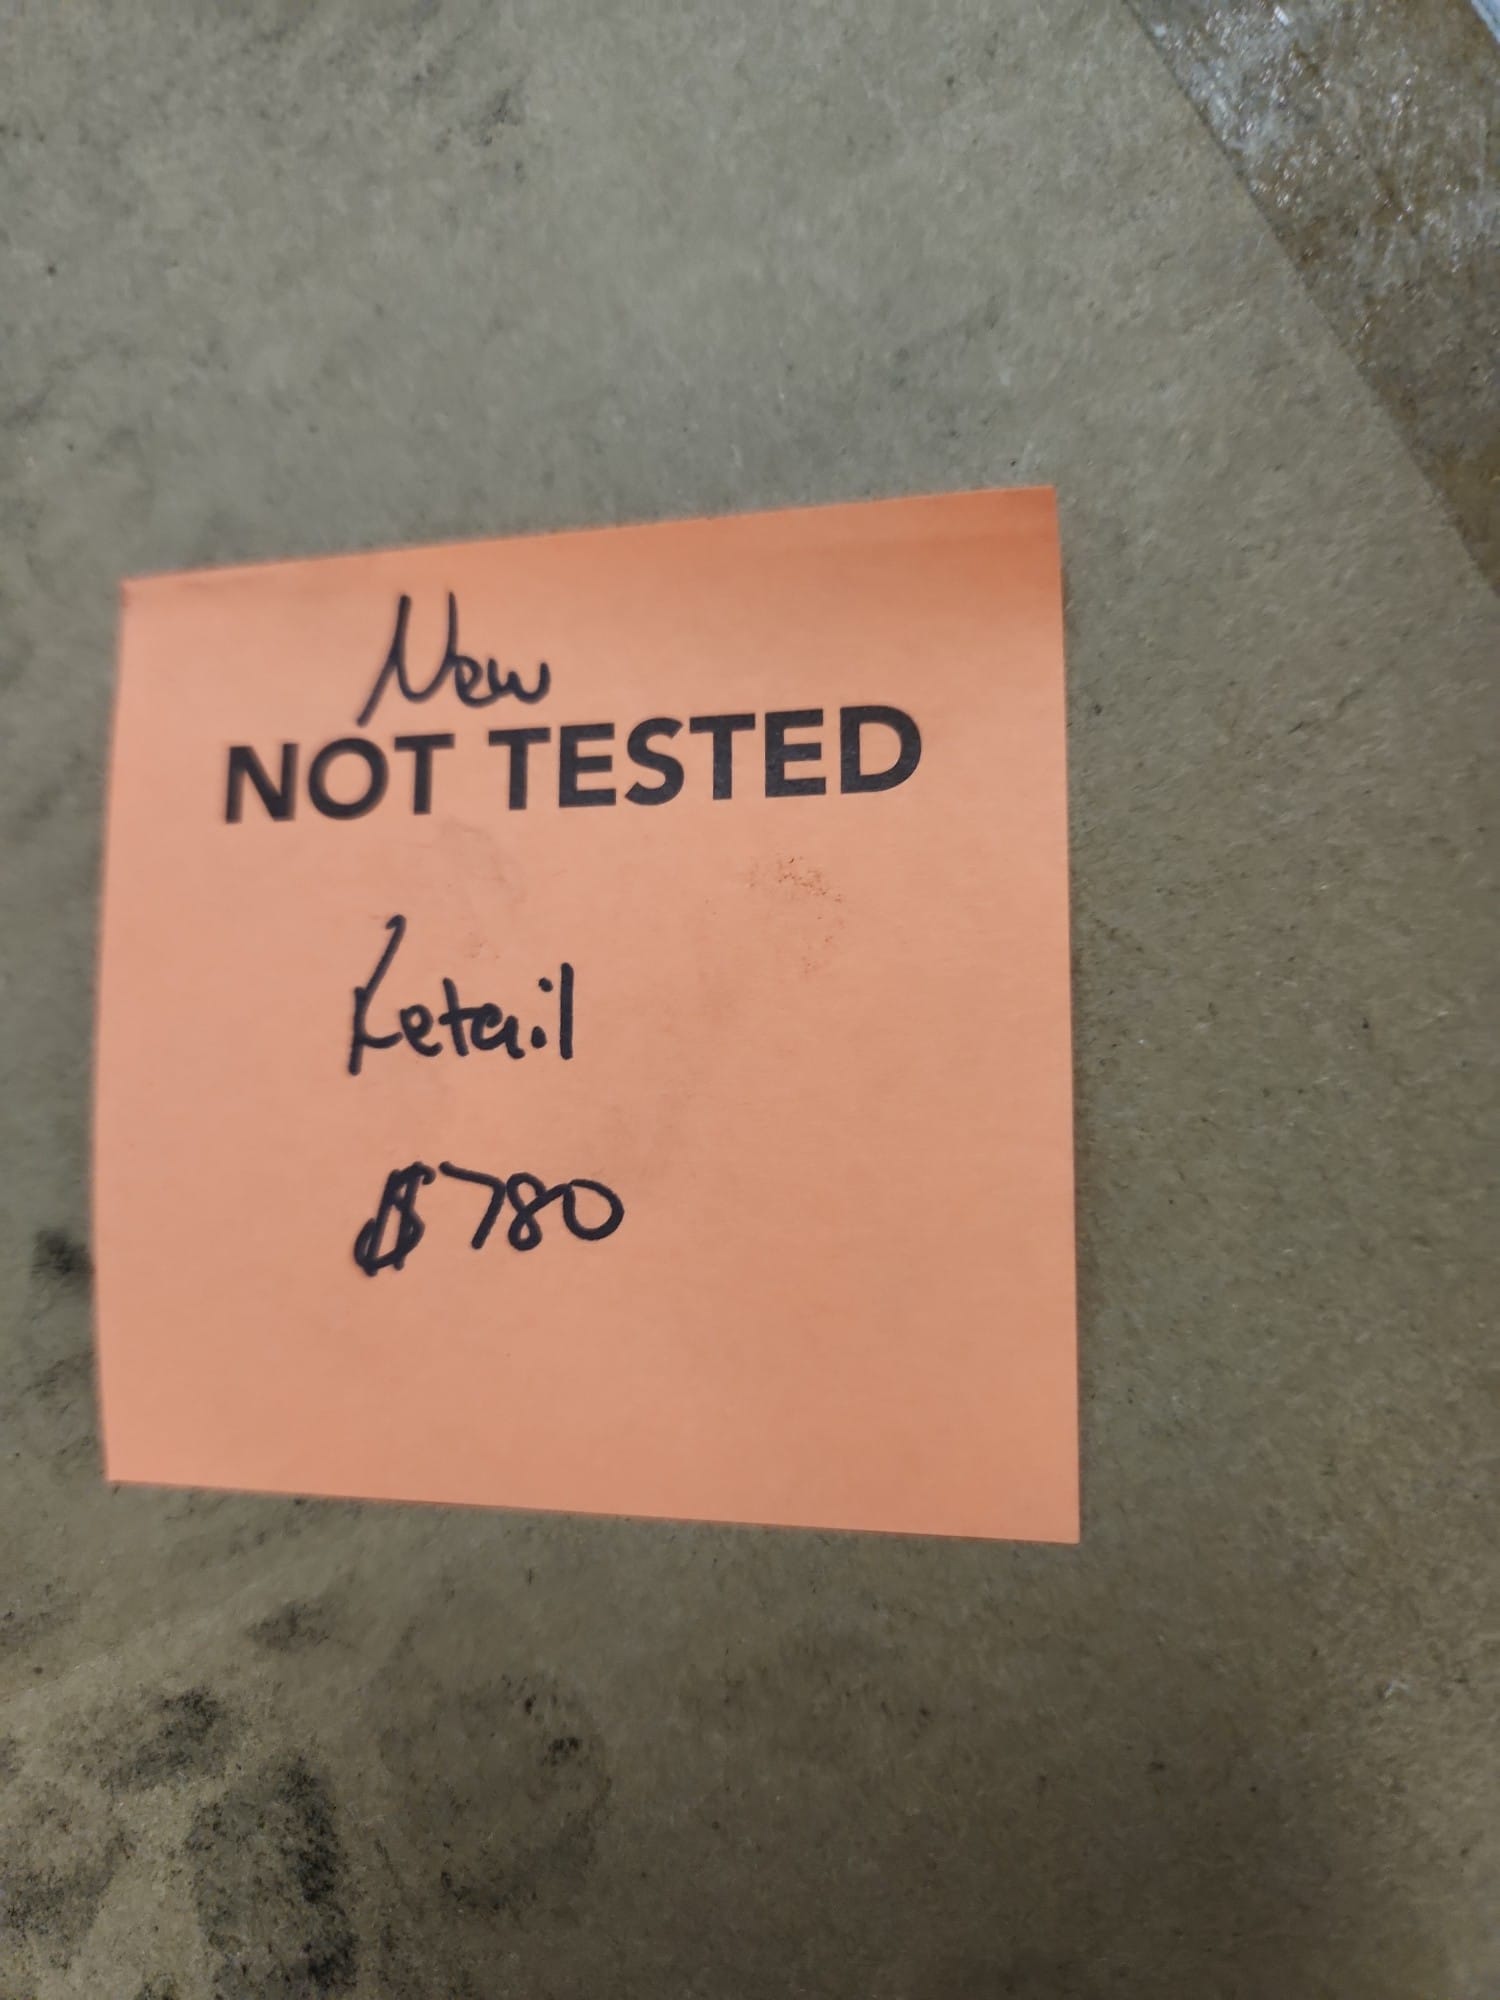 New
NOT TESTED
Retail
$780